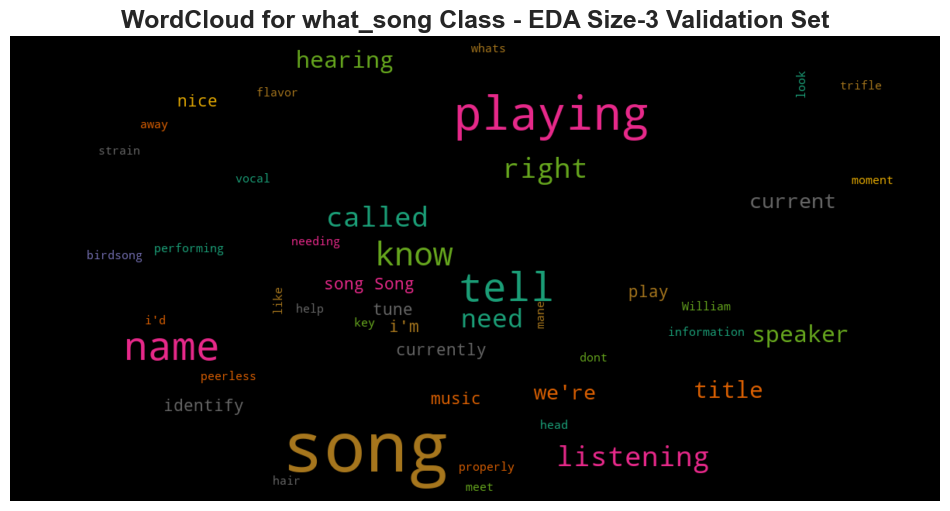 WordCloud for what_song Class - EDA Size-3 Validation Set
whats
hearing
look
trifle
flavor
nice
playing
away
strain
right
vocal
moment
current
called
needing
performing
know
birdsong
song Song
tell
like
play
help
tune
William
mane
need
i'd
key
i'm
information
speaker
name
currently
dont
peerless
title
we're
music
identify
head
song
listening
properly
hair
meet